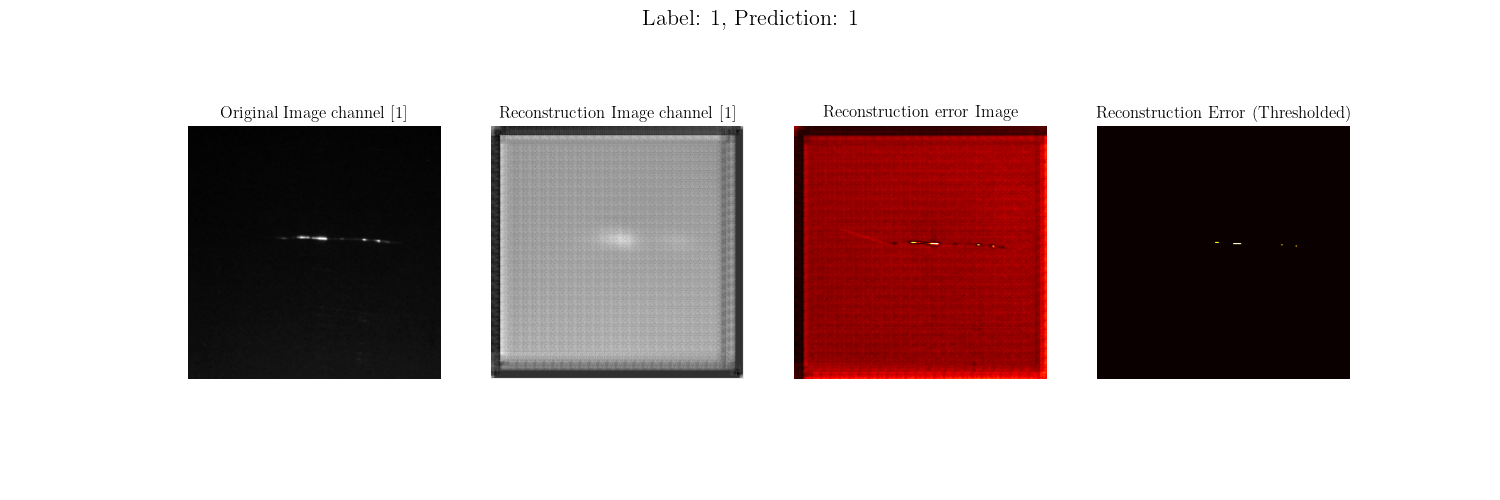 Label: 1, Prediction: 1
Original Image channel [1]
Reconstruction Image channel [1]
Reconstruction error Image
Reconstruction Error (Thresholded)